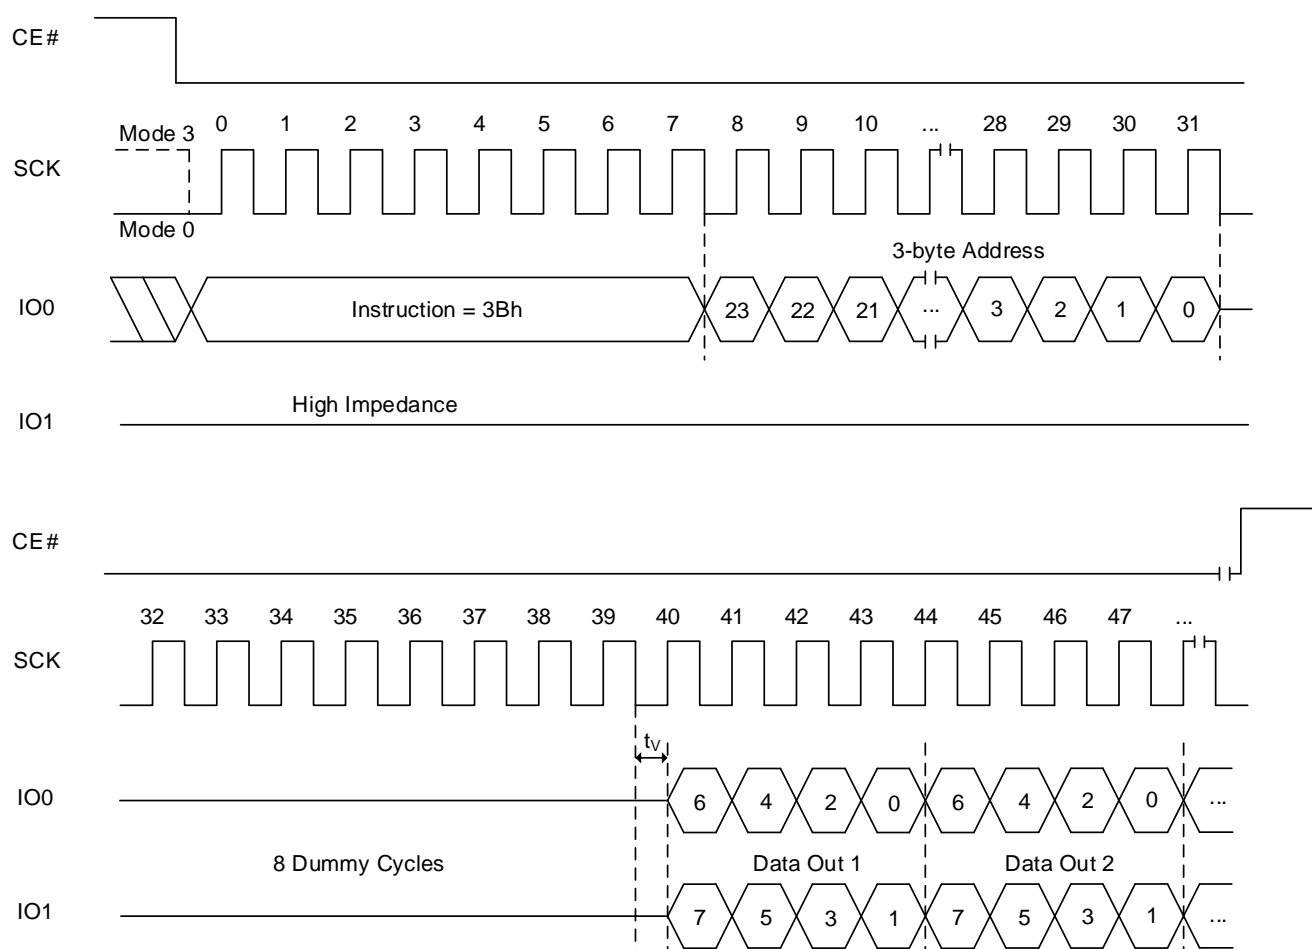 CE#
Mode 3
0 1 2 3 4 5 6 7 8 9 10 ... 28 29 30 31
SCK
Mode 0
3-byte Address
IO0
Instruction = 3Bh
23 22 21 ... 3 2 1 0
High Impedance
IO1
CE#
32 33 34 35 36 37 38 39 40 41 42 43 44 45 46 47 ...
SCK
tV
IO0
6 4 2 0 6 4 2 0 ...
8 Dummy Cycles
Data Out 1
Data Out 2
IO1
7 5 3 1 7 5 3 1 ...